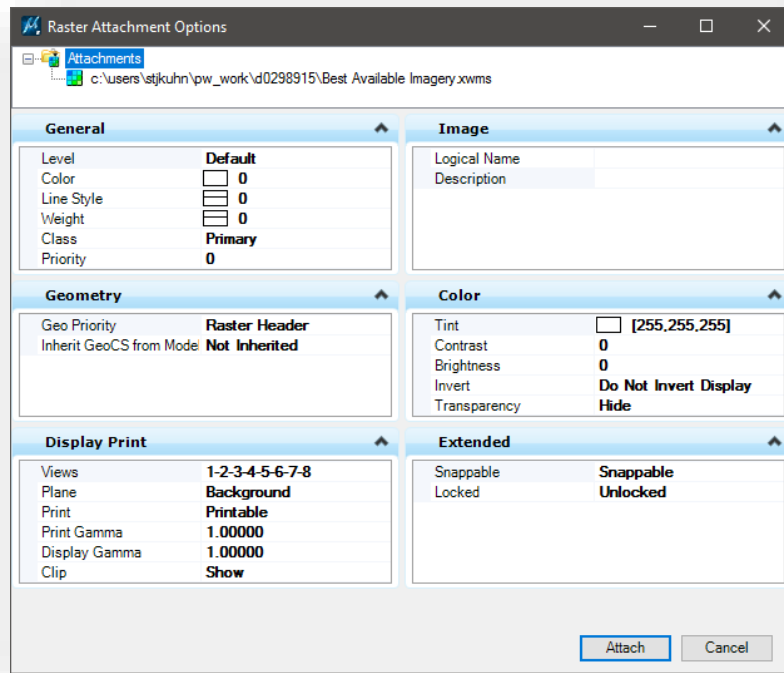 Raster Attachment Options
Attachments
c:\users\stjkuhn\pw_work\d0298915\Best Available Imagery.xwms
General
Level Default
Color 0
Line Style 0
Weight 0
Class Primary
Priority 0
Image
Logical Name
Description
Geometry
Geo Priority Raster Header
Inherit GeoCS from Model Not Inherited
Color
Tint [255,255,255]
Contrast 0
Brightness 0
Invert Do Not Invert Display
Transparency Hide
Display Print
Views 1-2-3-4-5-6-7-8
Plane Background
Print Printable
Print Gamma 1.00000
Display Gamma 1.00000
Clip Show
Extended
Snappable Snappable
Locked Unlocked
Attach Cancel